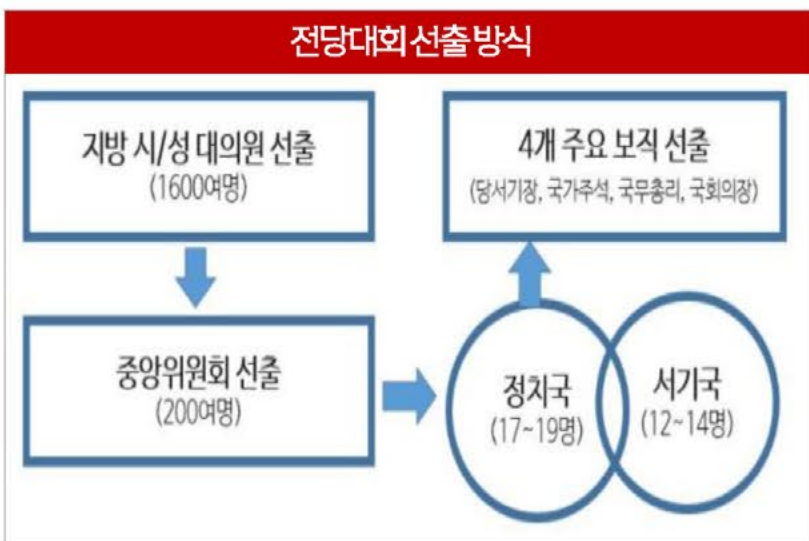 전당대회 선출 방식
지방 시/성 대의원 선출
(1600여명)
중앙위원회 선출
(200여명)
정치국
(17~19명)
서기국
(12~14명)
4개 주요 보직 선출
(당서기장, 국가주석, 국무총리, 국회의장)